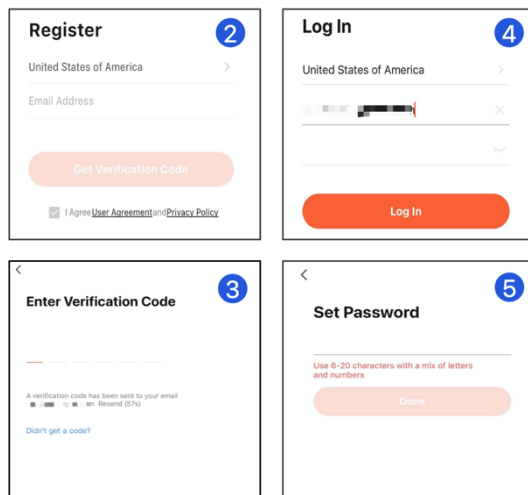 Register
2
United States of America
Email Address
Get Verification Code
I Agree User Agreement and Privacy Policy
Log In
4
United States of America
Log In
Enter Verification Code
3
A verification code has been sent to your email
Resend (57s)
Didn't get a code?
Set Password
5
Use 6-20 characters with a mix of letters
and numbers
Done